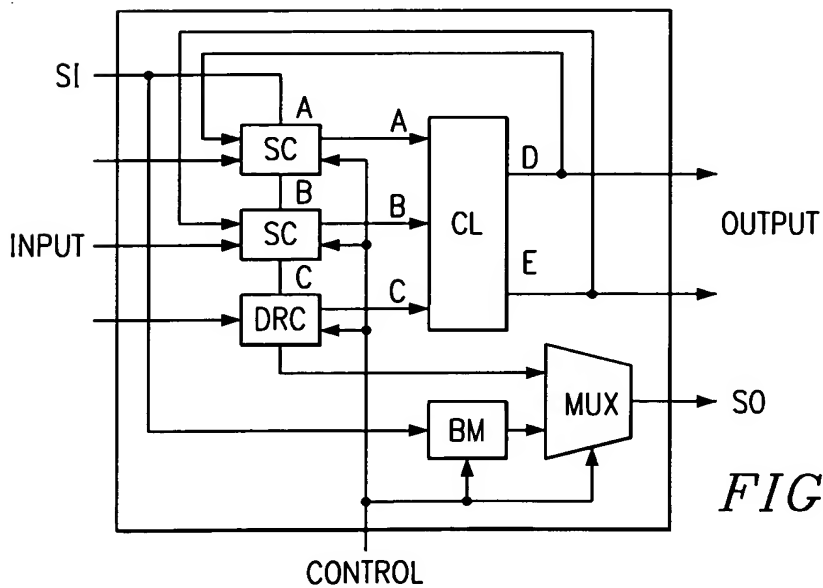 SI
A
A
SC
D
B
B
SC
CL
OUTPUT
INPUT
E
C
C
DRC
MUX
SO
BM
FIG
CONTROL